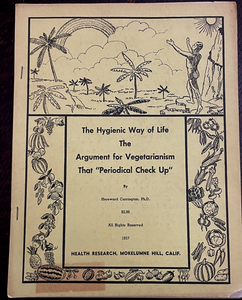 The Hygienic Way of Life
The
Argument for Vegetarianism
That "Periodical Check Up"
By
Hereward Carrington, Ph.D.
$2.00
All Rights Reserved
1957
HEALTH RESEARCH, MOKELUMNE HILL, CALIF.